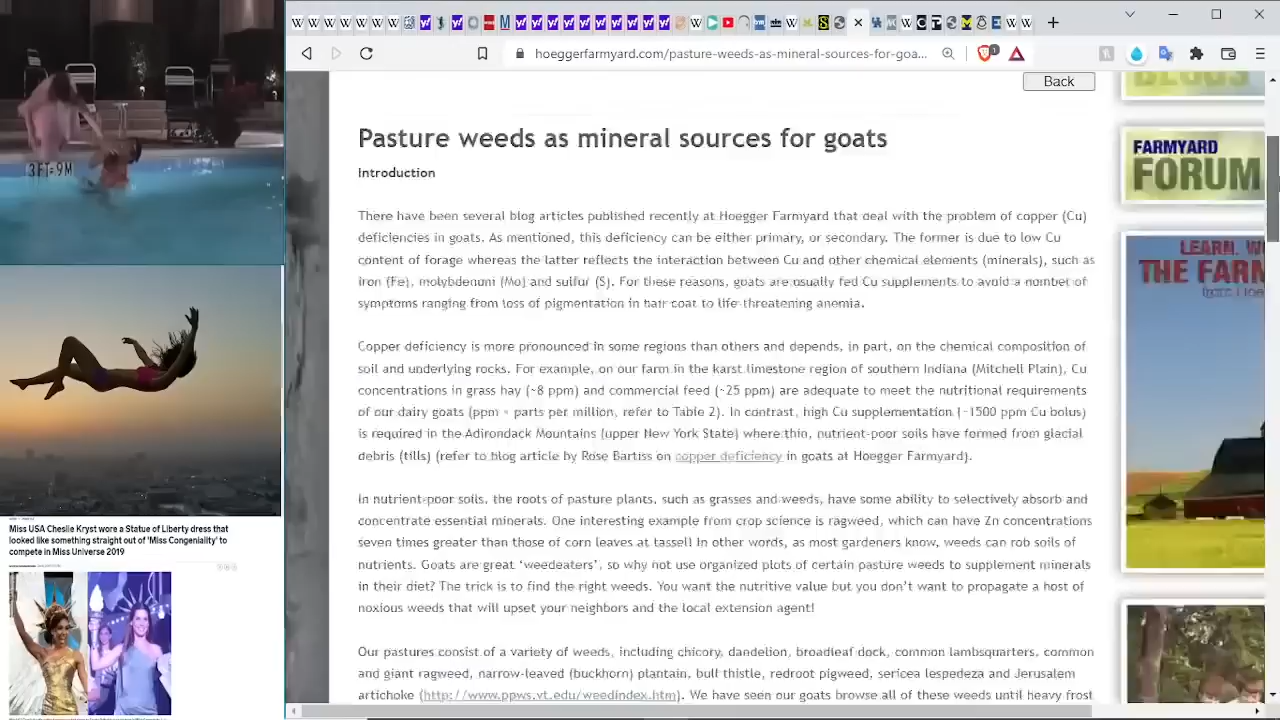 hoeggerfarmyard.com/pasture-weeds-as-mineral-sources-for-goa...
Back
Pasture weeds as mineral sources for goats
Introduction
There have been several blog articles published recently at Hoegger Farmyard that deal with the problem of copper (Cu)
deficiencies in goats. As mentioned, this deficiency can be either primary, or secondary. The former is due to low Cu
content of forage whereas the latter reflects the interaction between Cu and other chemical elements (minerals), such as
iron (Fe), molybdenum (Mo) and sulfur (S). For these reasons, goats are usually fed Cu supplements to avoid a number of
symptoms ranging from loss of pigmentation in hair coat to life threatening anemia.
Copper deficiency is more pronounced in some regions than others and depends, in part, on the chemical composition of
soil and underlying rocks. For example, on our farm in the karst limestone region of southern Indiana (Mitchell Plain), Cu
concentrations in grass hay (~8 ppm) and commercial feed (~25 ppm) are adequate to meet the nutritional requirements
of our dairy goats (ppm = parts per million, refer to Table 2). In contrast, high Cu supplementation (~1500 ppm Cu bolus)
is required in the Adirondack Mountains (upper New York State) where thin, nutrient-poor soils have formed from glacial
debris (tills) (refer to blog article by Rose Bartiss on copper deficiency in goats at Hoegger Farmyard).
In nutrient-poor soils, the roots of pasture plants, such as grasses and weeds, have some ability to selectively absorb and
concentrate essential minerals. One interesting example from crop science is ragweed, which can have Zn concentrations
seven times greater than those of corn leaves at tassel! In other words, as most gardeners know, weeds can rob soils of
nutrients. Goats are great ‘weedeaters’, so why not use organized plots of certain pasture weeds to supplement minerals
in their diet? The trick is to find the right weeds. You want the nutritive value but you don’t want to propagate a host of
noxious weeds that will upset your neighbors and the local extension agent!
Our pastures consist of a variety of weeds, including chicory, dandelion, broadleaf dock, common lambsquarters, common
and giant ragweed, narrow-leaved (buckhorn) plantain, bull thistle, redroot pigweed, sericea lespedeza and Jerusalem
artichoke (http://www.ppws.vt.edu/weedindex.htm). We have seen our goats browse all of these weeds until heavy frost
FARMYARD
FORUM
LEARN. W
THE FARM
3FT=9M
Miss USA Cheslie Kryst wore a Statue of Liberty dress that
looked like something straight out of 'Miss Congeniality' to
compete in Miss Universe 2019